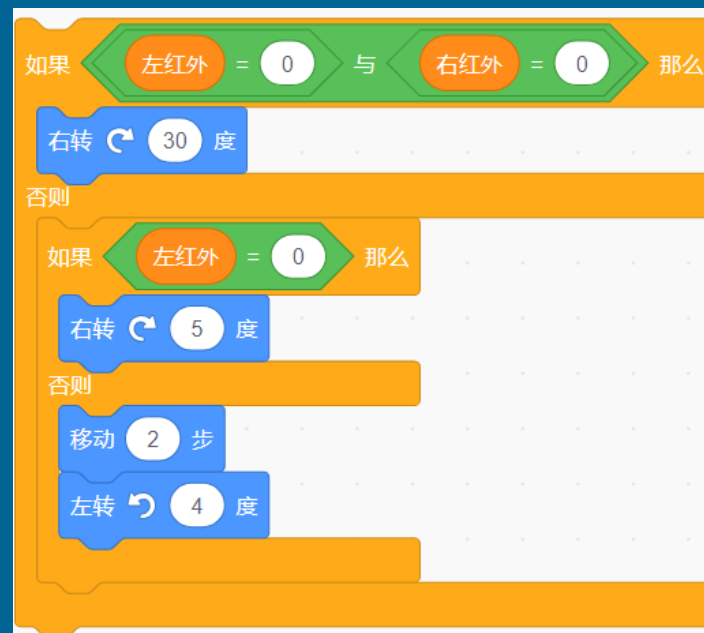 如果 左红外 = 0 与 右红外 = 0 那么
右转 30 度
否则
如果 左红外 = 0 那么
右转 5 度
否则
移动 2 步
左转 4 度